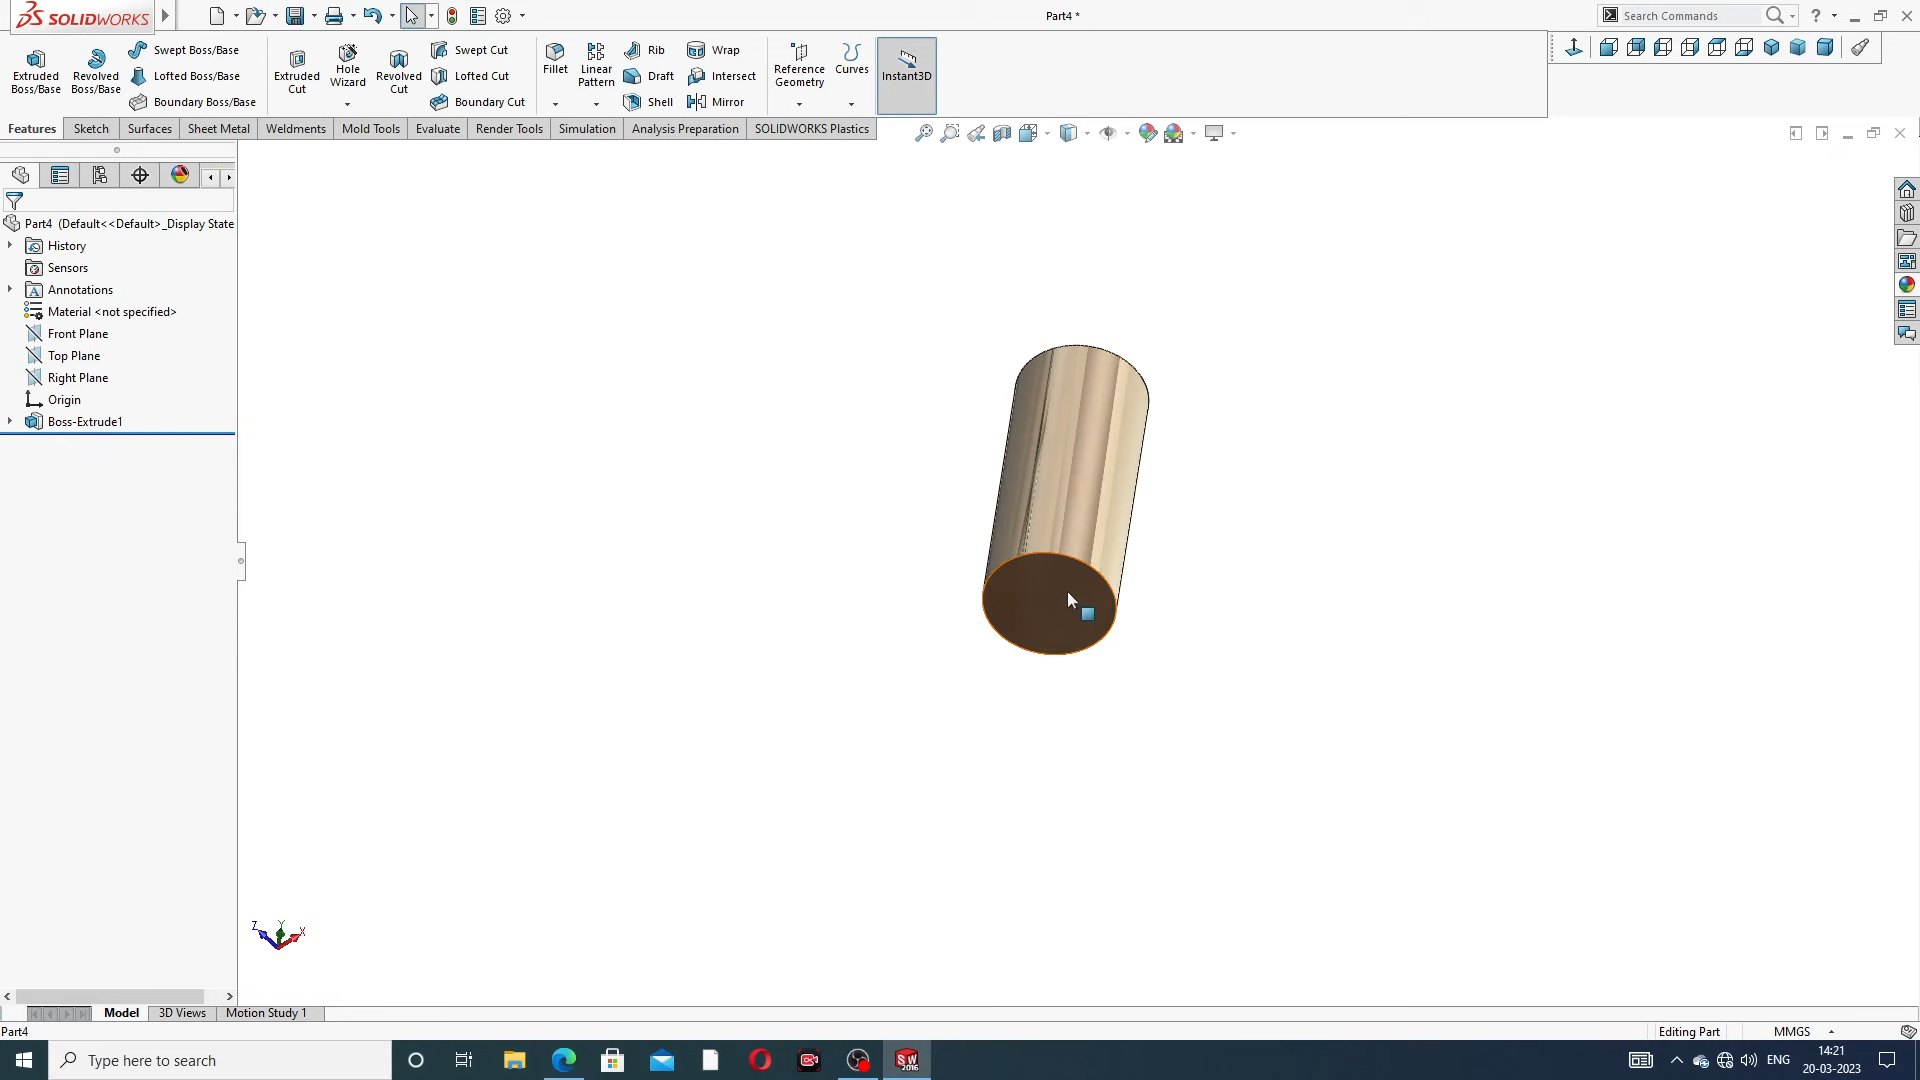 SOLIDWORKS
Part4 *
Search Commands
?
Extruded Boss/Base
Revolved Boss/Base
Swept Boss/Base
Lofted Boss/Base
Boundary Boss/Base
Extruded Cut
Hole Wizard
Revolved Cut
Swept Cut
Lofted Cut
Boundary Cut
Fillet
Linear Pattern
Rib
Draft
Shell
Wrap
Intersect
Mirror
Reference Geometry
Curves
Instant3D
Features
Sketch
Surfaces
Sheet Metal
Weldments
Mold Tools
Evaluate
Render Tools
Simulation
Analysis Preparation
SOLIDWORKS Plastics
Part4 (Default<<Default>_Display State
History
Sensors
A Annotations
Material <not specified>
Front Plane
Top Plane
Right Plane
Origin
Boss-Extrude1
Z Y X
Model
3D Views
Motion Study 1
Part4
Editing Part
MMGS
Type here to search
SW 2016
ENG
14:21
20-03-2023